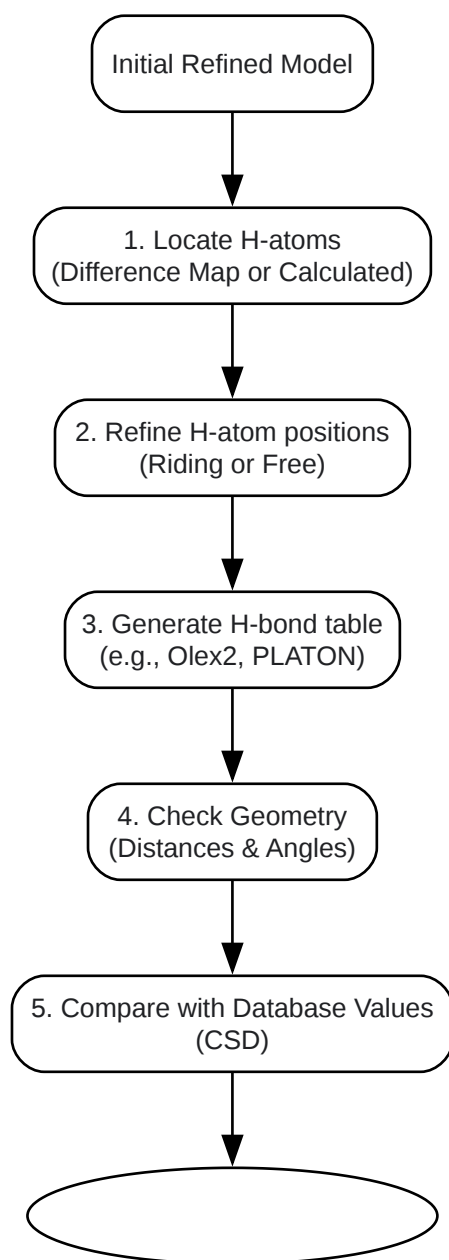 Initial Refined Model
1. Locate H-atoms
(Difference Map or Calculated)
2. Refine H-atom positions
(Riding or Free)
3. Generate H-bond table
(e.g., Olex2, PLATON)
4. Check Geometry
(Distances & Angles)
5. Compare with Database Values
(CSD)